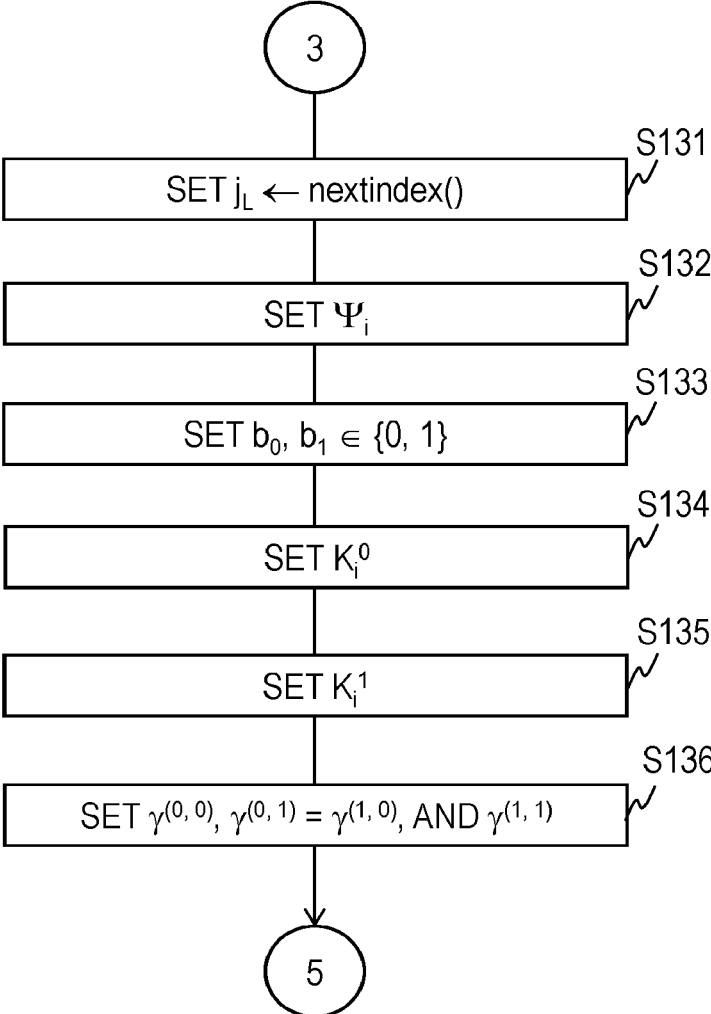 3
S131
SET j_L ← nextindex()
S132
SET Ψ_i
S133
SET b_0, b_1 ∈ {0, 1}
S134
SET K_i^0
S135
SET K_i^1
S136
SET γ^(0, 0), γ^(0, 1) = γ^(1, 0), AND γ^(1, 1)
5